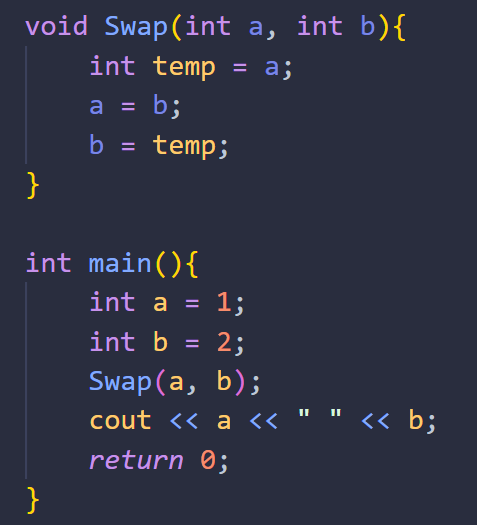 void Swap(int a, int b){
    int temp = a;
    a = b;
    b = temp;
}

int main(){
    int a = 1;
    int b = 2;
    Swap(a, b);
    cout << a << " " << b;
    return 0;
}